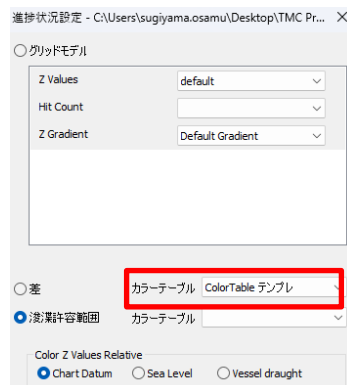 進捗状況設定 - C:\Users\sugiyama.osamu\Desktop\TMC Pr... ×
グリッドモデル
Z Values default
Hit Count
Z Gradient Default Gradient
差 カラーテーブル ColorTable テンプレ
浚渫許容範囲 カラーテーブル
Color Z Values Relative
Chart Datum Sea Level Vessel draught